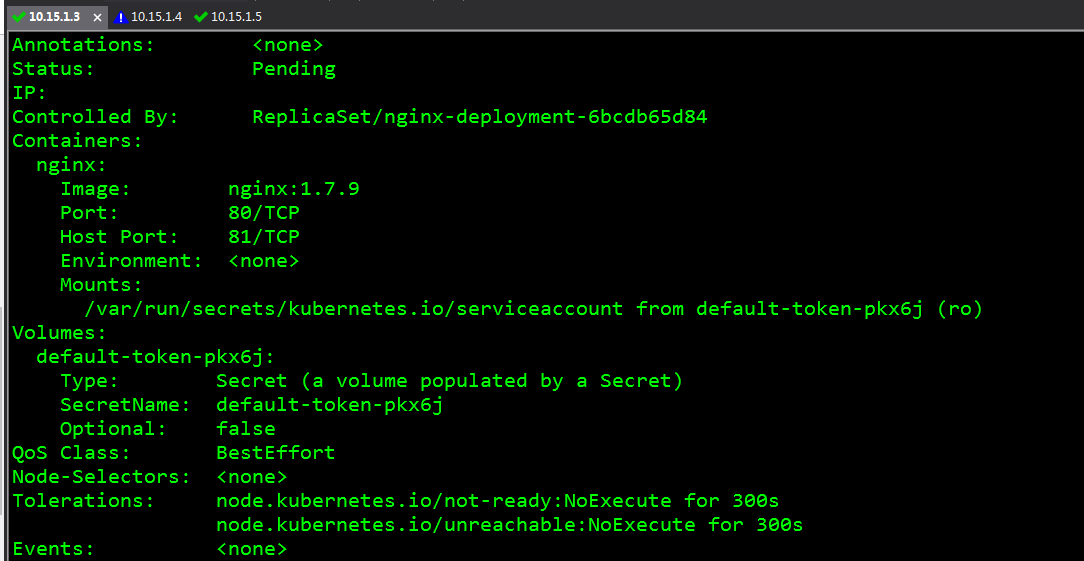 10.15.1.3 × 10.15.1.4 10.15.1.5
Annotations: <none>
Status: Pending
IP:
Controlled By: ReplicaSet/nginx-deployment-6bcdb65d84
Containers:
nginx:
Image: nginx:1.7.9
Port: 80/TCP
Host Port: 81/TCP
Environment: <none>
Mounts:
/var/run/secrets/kubernetes.io/serviceaccount from default-token-pkx6j (ro)
Volumes:
default-token-pkx6j:
Type: Secret (a volume populated by a Secret)
SecretName: default-token-pkx6j
Optional: false
QoS Class: BestEffort
Node-Selectors: <none>
Tolerations: node.kubernetes.io/not-ready:NoExecute for 300s
node.kubernetes.io/unreachable:NoExecute for 300s
Events: <none>